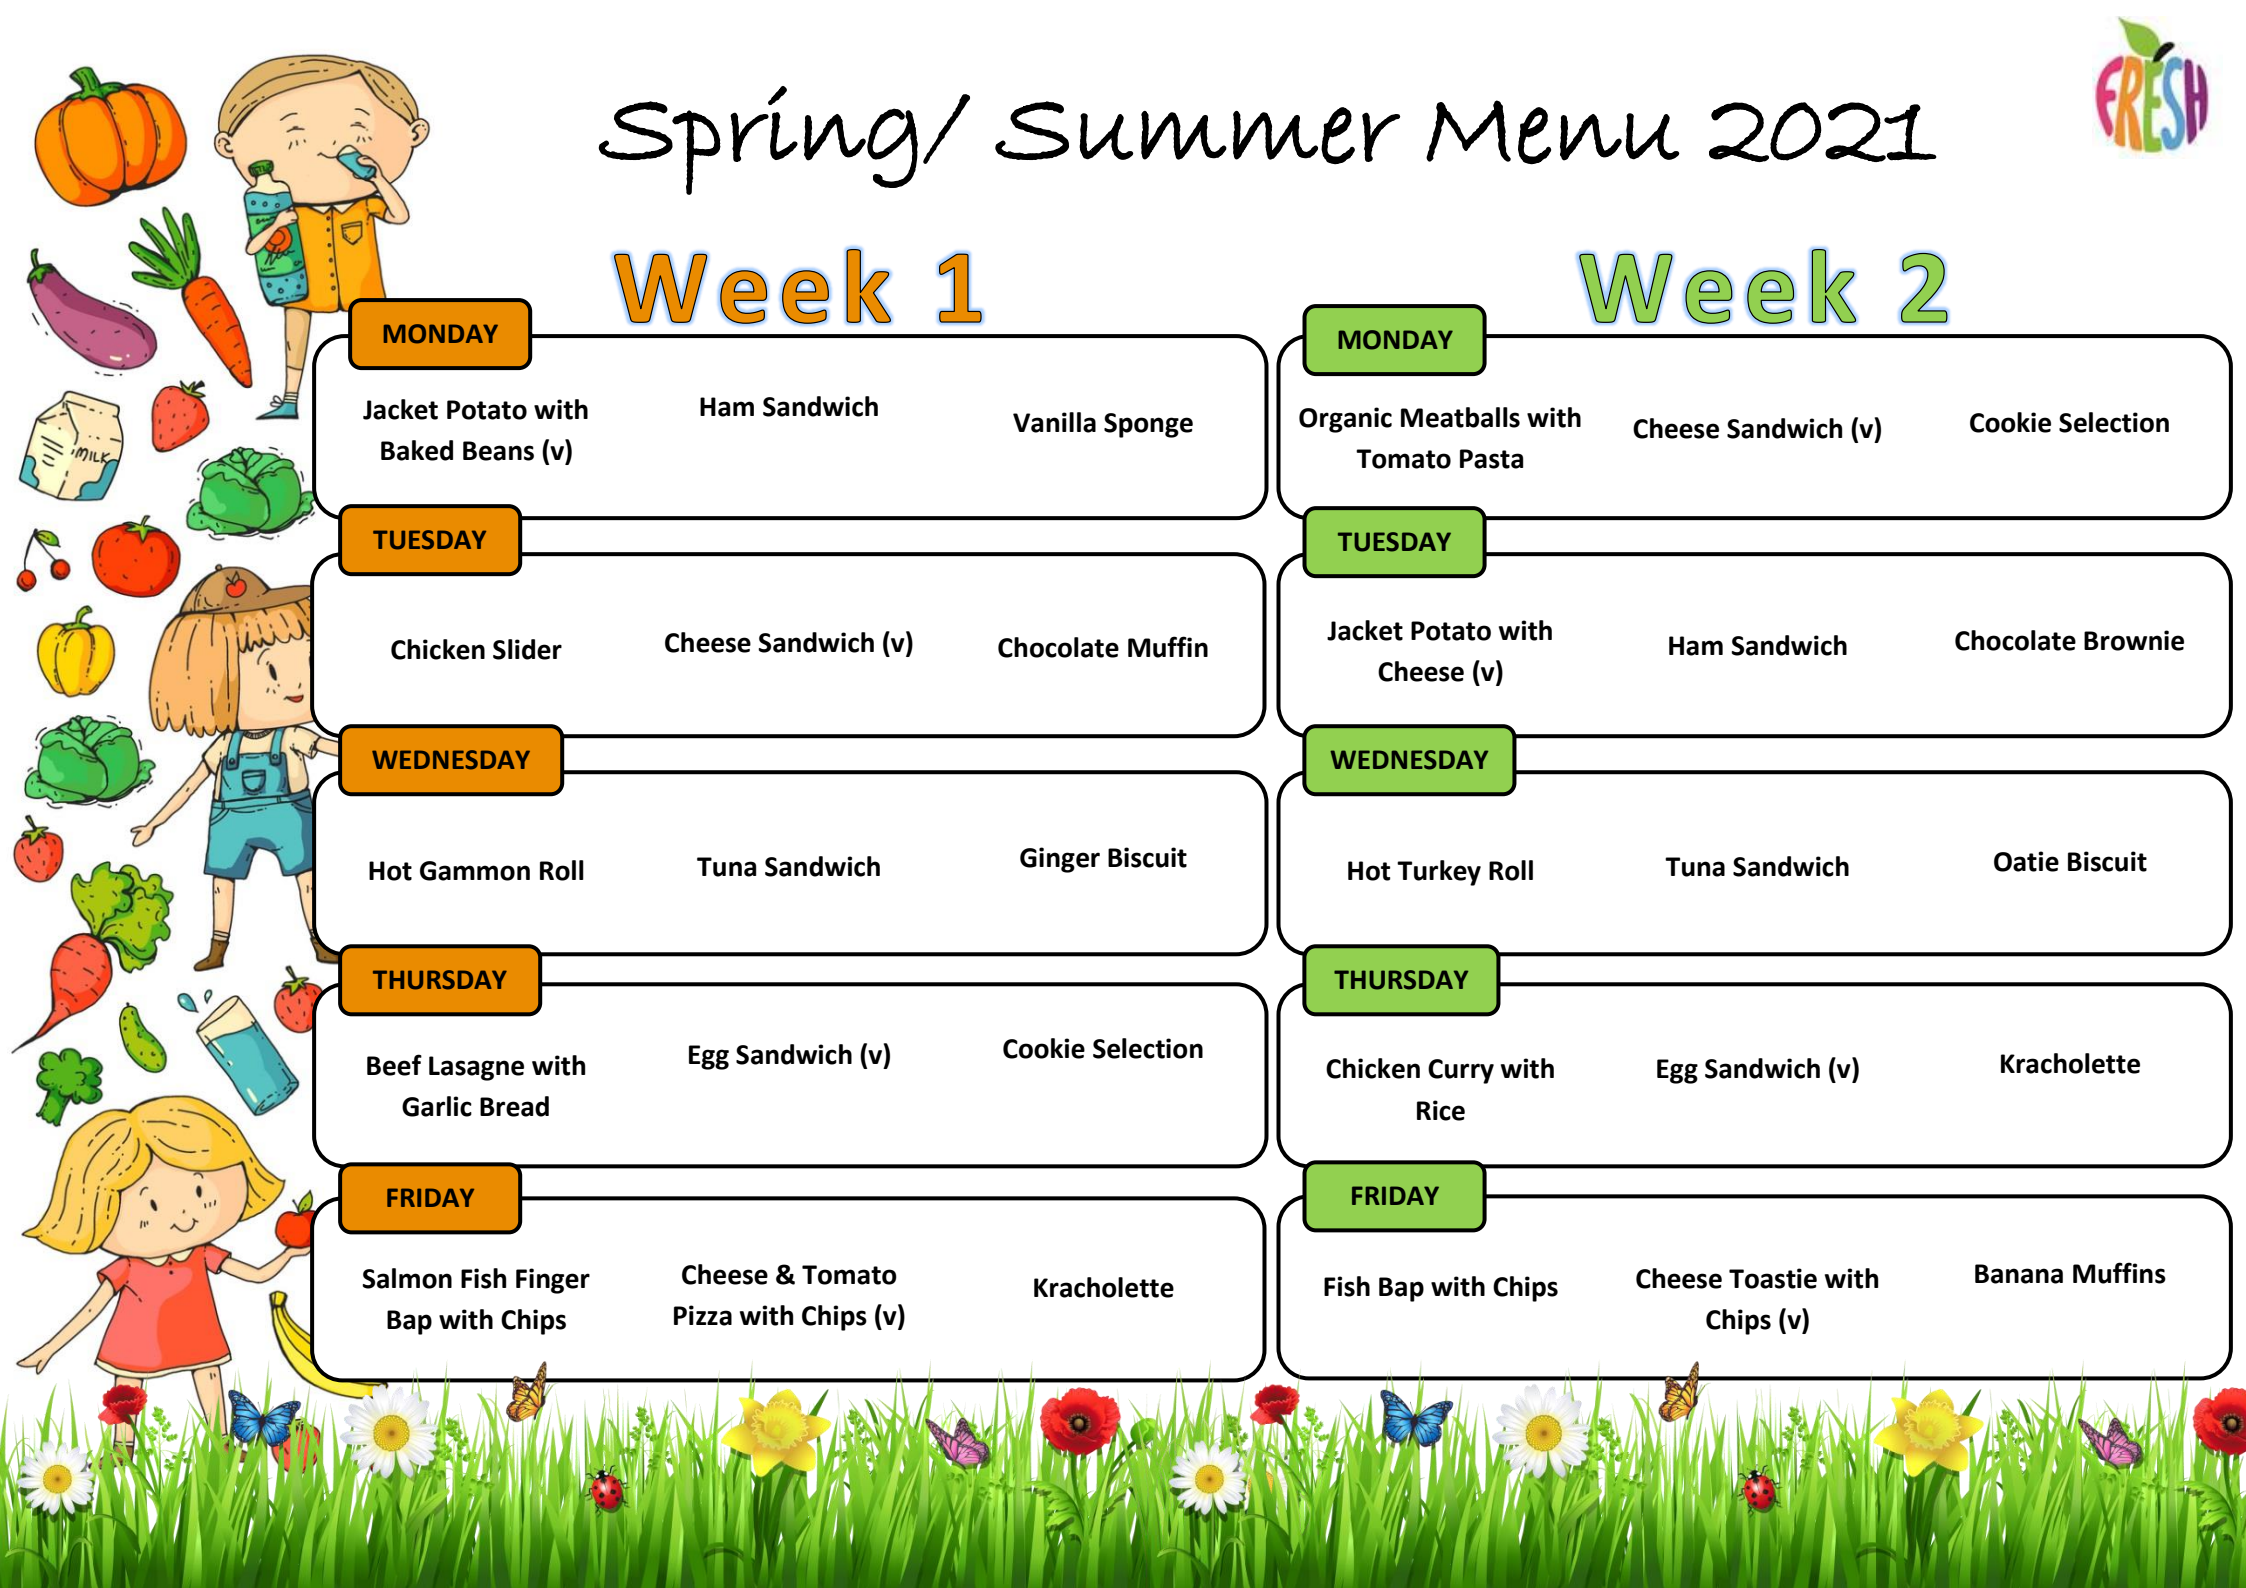 FRESH
Spring/ Summer Menu 2021
Week 1
MONDAY
Jacket Potato with
Baked Beans (v)
Ham Sandwich
Vanilla Sponge
TUESDAY
Chicken Slider
Cheese Sandwich (v)
Chocolate Muffin
WEDNESDAY
Hot Gammon Roll
Tuna Sandwich
Ginger Biscuit
THURSDAY
Beef Lasagne with
Garlic Bread
Egg Sandwich (v)
Cookie Selection
FRIDAY
Salmon Fish Finger
Bap with Chips
Cheese & Tomato
Pizza with Chips (v)
Kracholette
Week 2
MONDAY
Organic Meatballs with
Tomato Pasta
Cheese Sandwich (v)
Cookie Selection
TUESDAY
Jacket Potato with
Cheese (v)
Ham Sandwich
Chocolate Brownie
WEDNESDAY
Hot Turkey Roll
Tuna Sandwich
Oatie Biscuit
THURSDAY
Chicken Curry with
Rice
Egg Sandwich (v)
Kracholette
FRIDAY
Fish Bap with Chips
Cheese Toastie with
Chips (v)
Banana Muffins
MILK